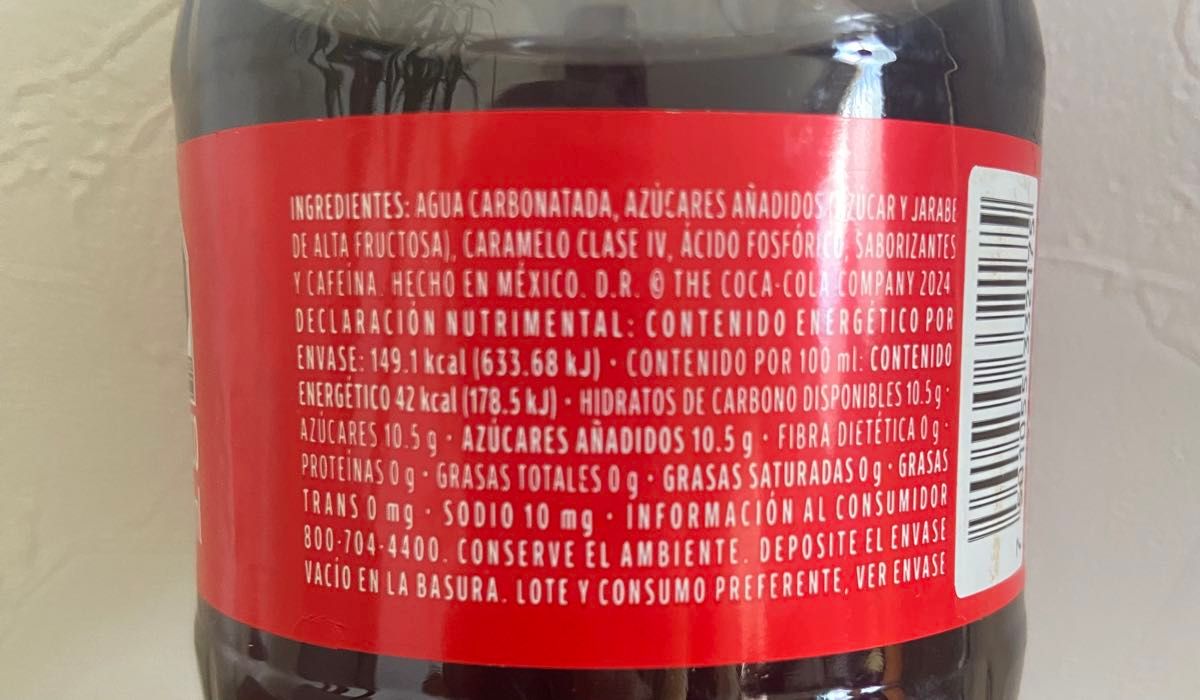 INGREDIENTES: AGUA CARBONATADA, AZÚCARES AÑADIDOS (AZÚCAR Y JARABE
DE ALTA FRUCTOSA), CARAMELO CLASE IV, ÁCIDO FOSFÓRICO, SABORIZANTES
Y CAFEÍNA. HECHO EN MÉXICO. D.R. © THE COCA-COLA COMPANY 2024
DECLARACIÓN NUTRIMENTAL: CONTENIDO ENERGÉTICO POR
ENVASE: 149.1 kcal (633.68 kJ) · CONTENIDO POR 100 ml: CONTENIDO
ENERGÉTICO 42 kcal (178.5 kJ) · HIDRATOS DE CARBONO DISPONIBLES 10.5 g ·
AZÚCARES 10.5 g · AZÚCARES AÑADIDOS 10.5 g · FIBRA DIETÉTICA 0 g ·
PROTEÍNAS 0 g · GRASAS TOTALES 0 g · GRASAS SATURADAS 0 g · GRASAS
TRANS 0 mg · SODIO 10 mg · INFORMACIÓN AL CONSUMIDOR
800-704-4400. CONSERVE EL AMBIENTE. DEPOSITE EL ENVASE
VACÍO EN LA BASURA. LOTE Y CONSUMO PREFERENTE, VER ENVASE